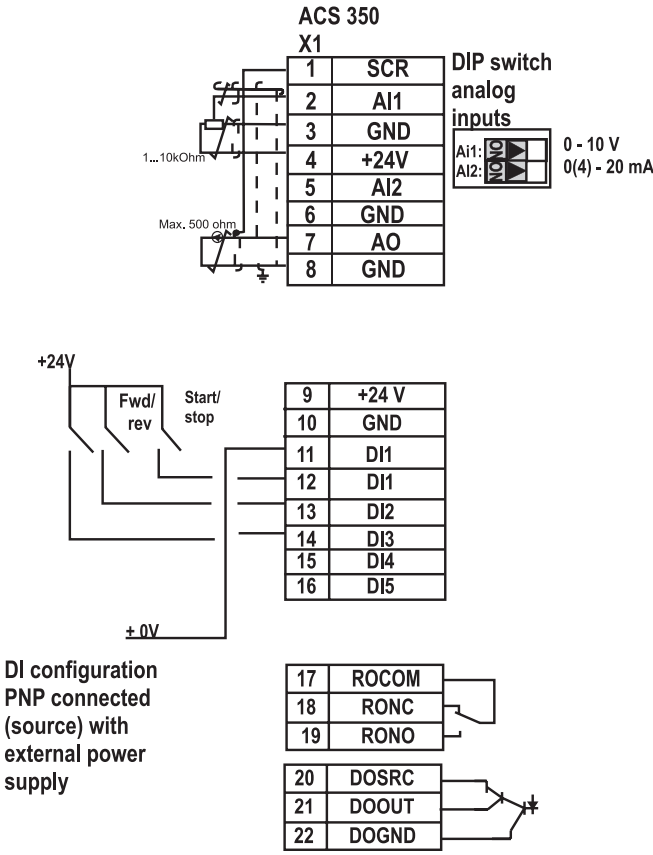 ACS 350
X1
1 SCR
2 AI1
3 GND
4 +24V
5 AI2
6 GND
7 AO
8 GND
DIP switch
analog
inputs
Ai1: ON 0 - 10 V
AI2: ON 0(4) - 20 mA
1...10kOhm
Max. 500 ohm
+24V
Fwd/
rev
Start/
stop
9 +24 V
10 GND
11 DI1
12 DI1
13 DI2
14 DI3
15 DI4
16 DI5
+ 0V
DI configuration
PNP connected
(source) with
external power
supply
17 ROCOM
18 RONC
19 RONO
20 DOSRC
21 DOOUT
22 DOGND